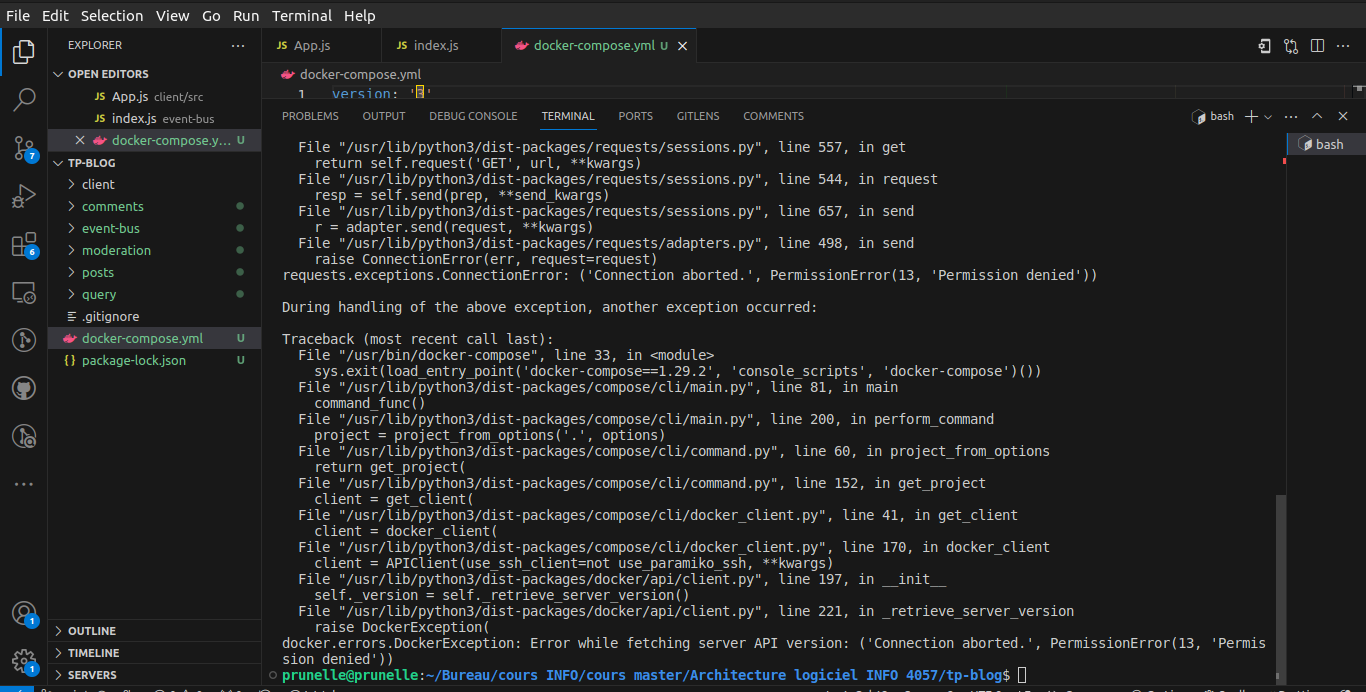 File Edit Selection View Go Run Terminal Help
EXPLORER
OPEN EDITORS
JS App.js client/src
JS index.js event-bus
docker-compose.y... U
TP-BLOG
client
comments
event-bus
moderation
posts
query
.gitignore
docker-compose.yml U
{} package-lock.json U
OUTLINE
TIMELINE
SERVERS
7
6
1
1
JS App.js
JS index.js
docker-compose.yml U
docker-compose.yml
1 version: '3'
PROBLEMS OUTPUT DEBUG CONSOLE TERMINAL PORTS GITLENS COMMENTS
bash
bash
File "/usr/lib/python3/dist-packages/requests/sessions.py", line 557, in get
return self.request('GET', url, **kwargs)
File "/usr/lib/python3/dist-packages/requests/sessions.py", line 544, in request
resp = self.send(prep, **send_kwargs)
File "/usr/lib/python3/dist-packages/requests/sessions.py", line 657, in send
r = adapter.send(request, **kwargs)
File "/usr/lib/python3/dist-packages/requests/adapters.py", line 498, in send
raise ConnectionError(err, request=request)
requests.exceptions.ConnectionError: ('Connection aborted.', PermissionError(13, 'Permission denied'))
During handling of the above exception, another exception occurred:
Traceback (most recent call last):
File "/usr/bin/docker-compose", line 33, in <module>
sys.exit(load_entry_point('docker-compose==1.29.2', 'console_scripts', 'docker-compose')())
File "/usr/lib/python3/dist-packages/compose/cli/main.py", line 81, in main
command_func()
File "/usr/lib/python3/dist-packages/compose/cli/main.py", line 200, in perform_command
project = project_from_options('.', options)
File "/usr/lib/python3/dist-packages/compose/cli/command.py", line 60, in project_from_options
return get_project(
File "/usr/lib/python3/dist-packages/compose/cli/command.py", line 152, in get_project
client = get_client(
File "/usr/lib/python3/dist-packages/compose/cli/docker_client.py", line 41, in get_client
client = docker_client(
File "/usr/lib/python3/dist-packages/compose/cli/docker_client.py", line 170, in docker_client
client = APIClient(use_ssh_client=not use_paramiko_ssh, **kwargs)
File "/usr/lib/python3/dist-packages/docker/api/client.py", line 197, in __init__
self._version = self._retrieve_server_version()
File "/usr/lib/python3/dist-packages/docker/api/client.py", line 221, in _retrieve_server_version
raise DockerException(
docker.errors.DockerException: Error while fetching server API version: ('Connection aborted.', PermissionError(13, 'Permis
sion denied'))
prunelle@prunelle:~/Bureau/cours INFO/cours master/Architecture logiciel INFO 4057/tp-blog$